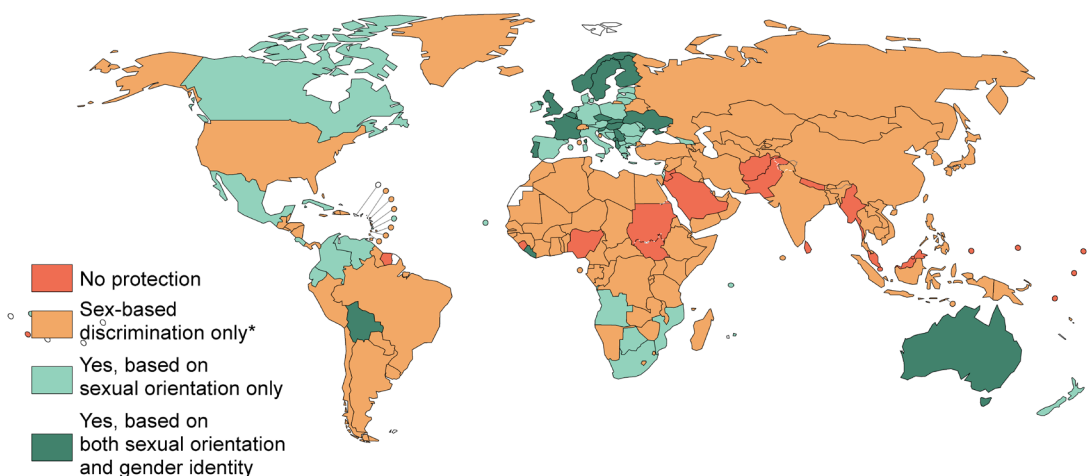 No protection
Sex-based
discrimination only*
Yes, based on
sexual orientation only
Yes, based on
both sexual orientation
and gender identity